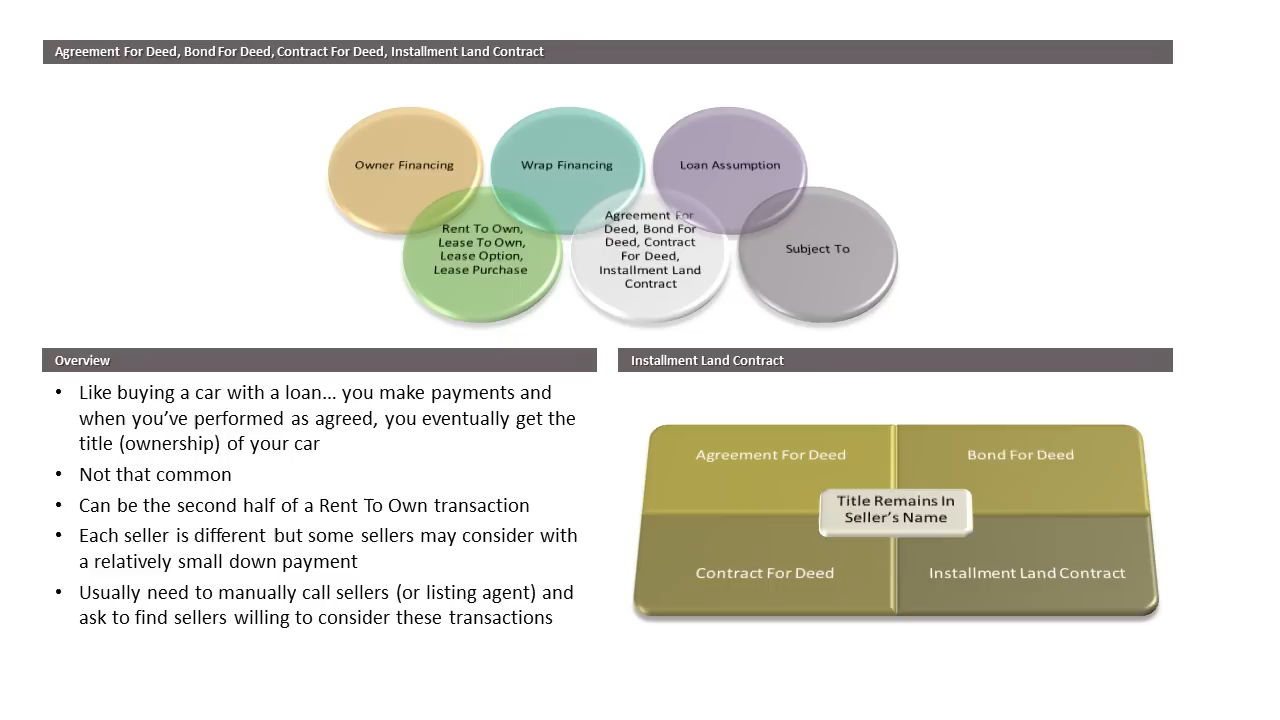 Agreement For Deed, Bond For Deed, Contract For Deed, Installment Land Contract
Owner Financing
Wrap Financing
Loan Assumption
Rent To Own,
Lease To Own,
Lease Option,
Lease Purchase
Agreement For
Deed, Bond For
Deed, Contract
For Deed,
Installment Land
Contract
Subject To
Overview
• Like buying a car with a loan... you make payments and
when you've performed as agreed, you eventually get the
title (ownership) of your car
• Not that common
• Can be the second half of a Rent To Own transaction
• Each seller is different but some sellers may consider with
a relatively small down payment
• Usually need to manually call sellers (or listing agent) and
ask to find sellers willing to consider these transactions
Installment Land Contract
Agreement For Deed
Bond For Deed
Title Remains In
Seller's Name
Contract For Deed
Installment Land Contract